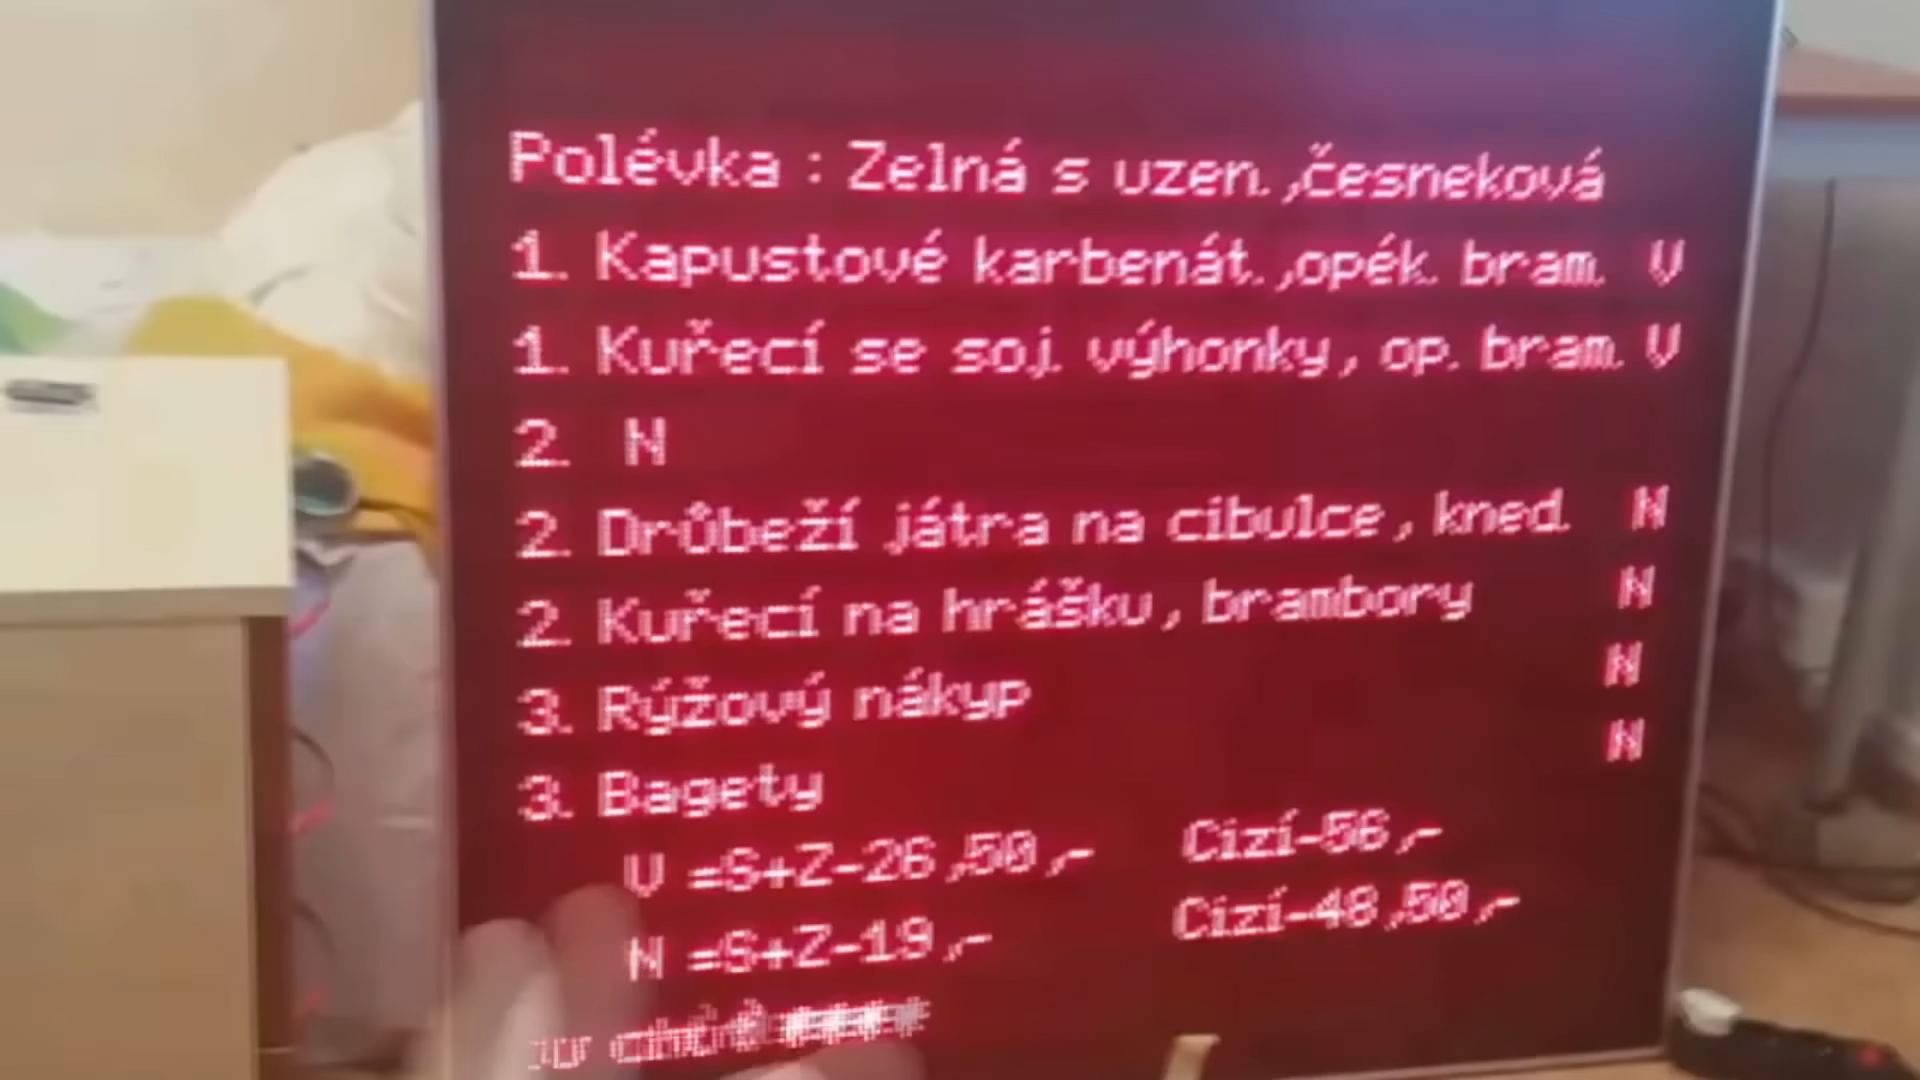 Polévka : Zelná s uzen.,česneková
1. Kapustové karbenát.,opék. bram. V
1. Kuřecí se soj. výhonky, op. bram. V
2. N
2. Drůbeží játra na cibulce, kned. N
2. Kuřecí na hrášku, brambory N
3. Rýžový nákyp N
3. Bagety N
V =S+Z-26,50,- Cizí-56,-
N =S+Z-19,- Cizí-48,50,-